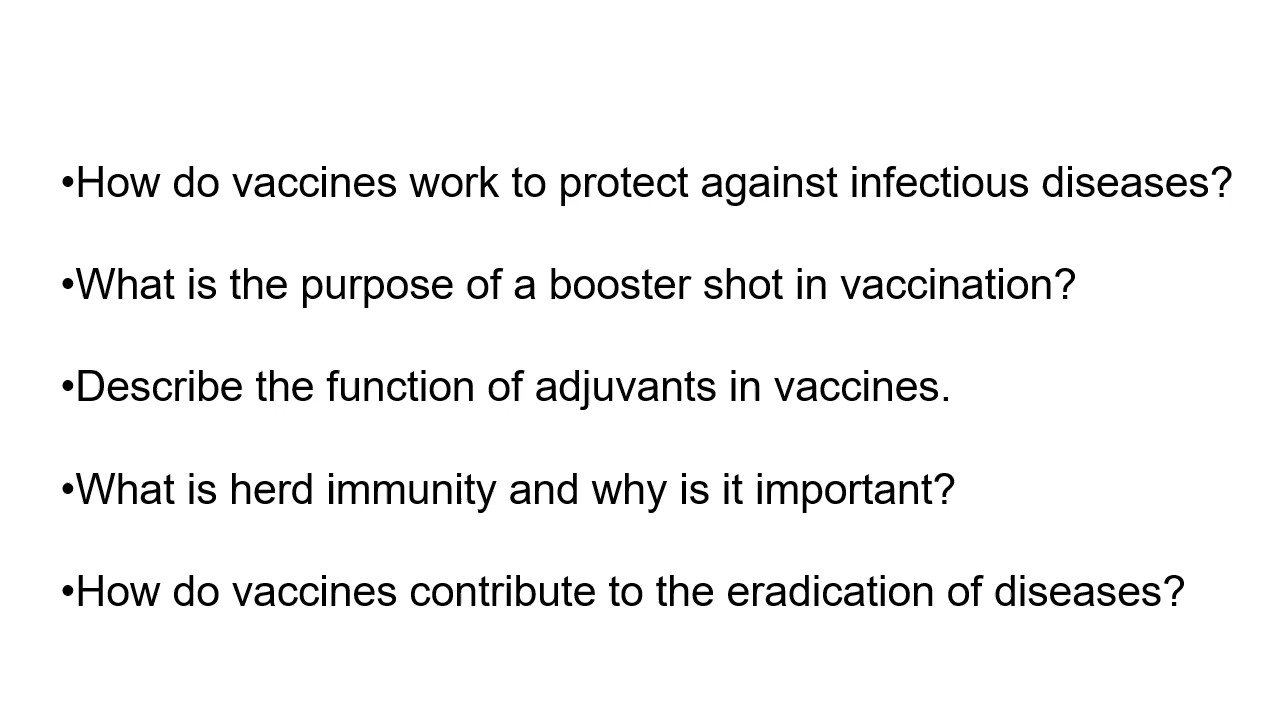 •How do vaccines work to protect against infectious diseases?
•What is the purpose of a booster shot in vaccination?
•Describe the function of adjuvants in vaccines.
•What is herd immunity and why is it important?
•How do vaccines contribute to the eradication of diseases?